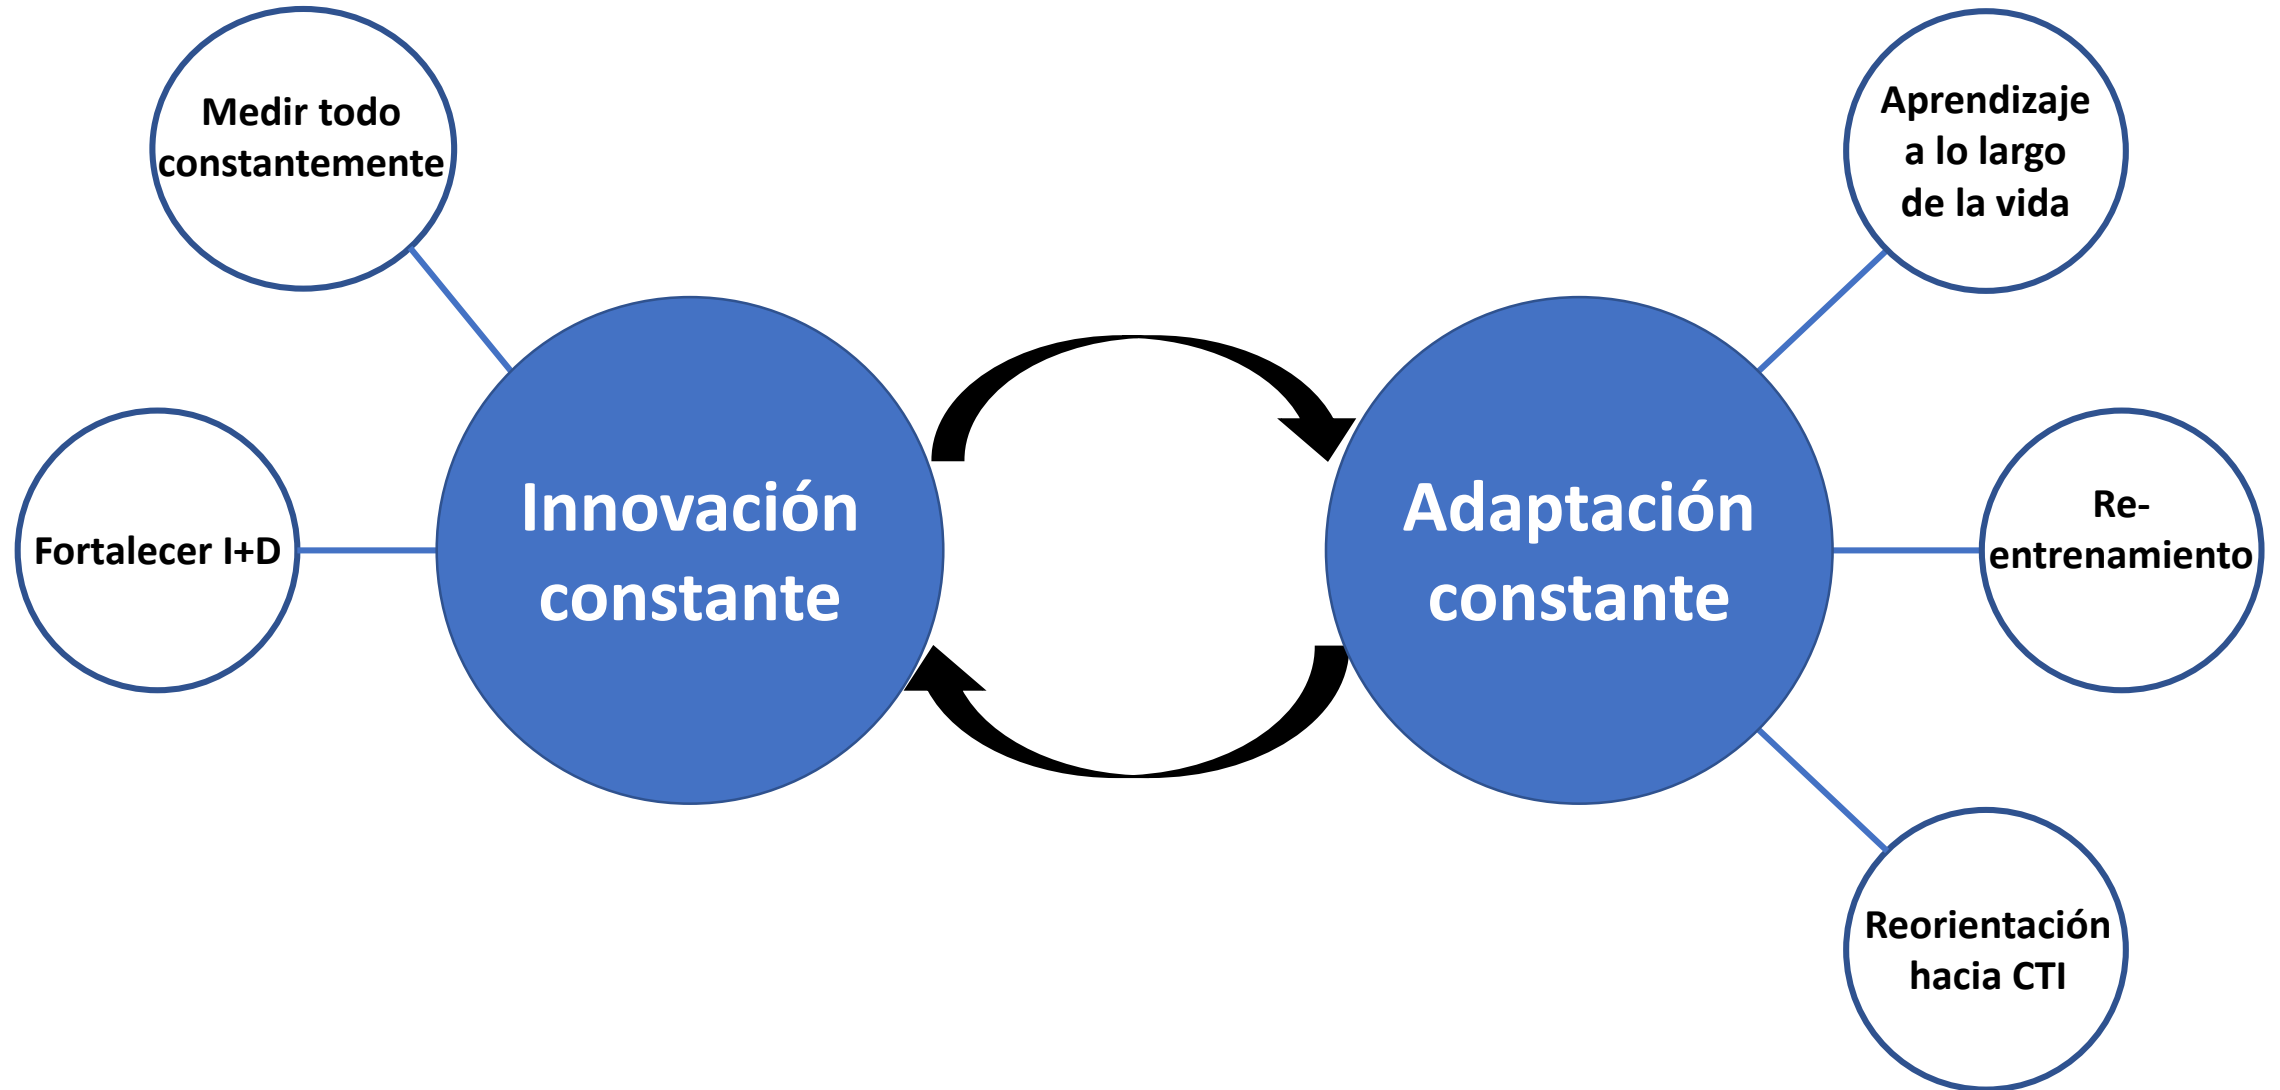 Medir todo
constantemente
Fortalecer I+D
Innovación
constante
Adaptación
constante
Aprendizaje
a lo largo
de la vida
Re-
entrenamiento
Reorientación
hacia CTI